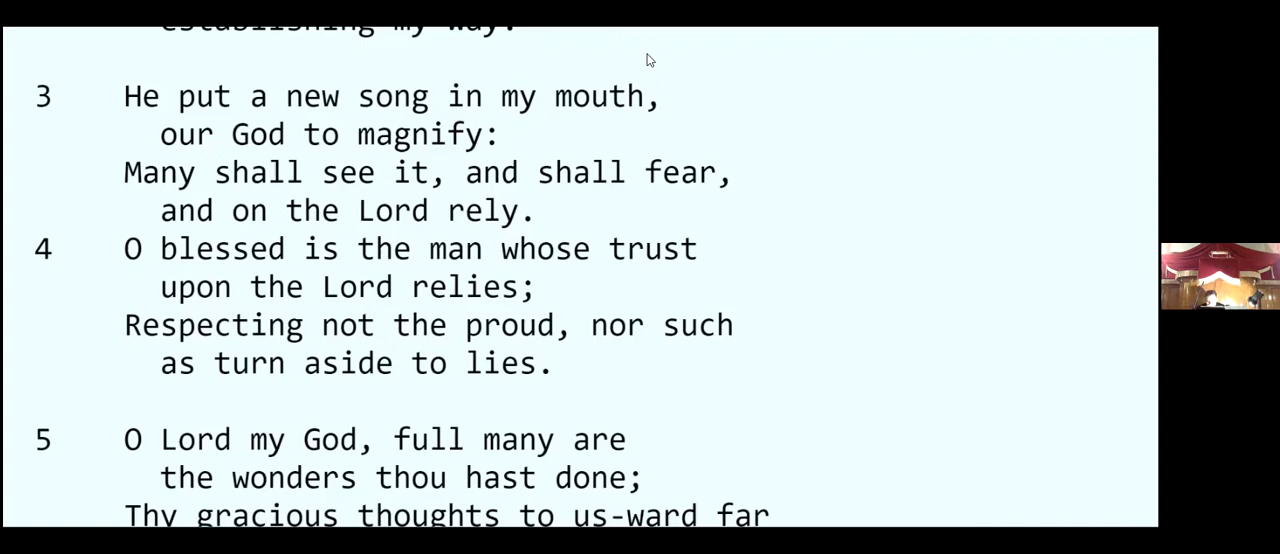 establishing my way.
3 He put a new song in my mouth,
our God to magnify:
Many shall see it, and shall fear,
and on the Lord rely.
4 O blessed is the man whose trust
upon the Lord relies;
Respecting not the proud, nor such
as turn aside to lies.
5 O Lord my God, full many are
the wonders thou hast done;
Thy gracious thoughts to us-ward far